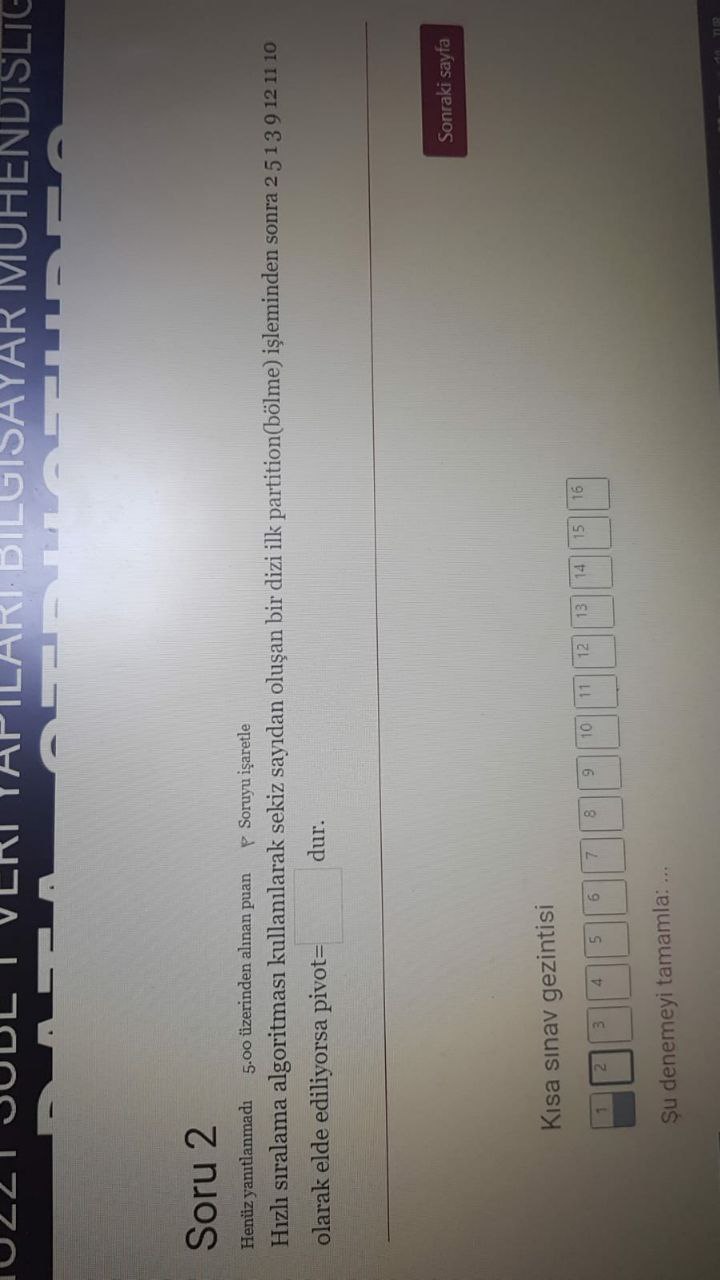 ŞUBE 1 VERİ YAPILARI BİLGİSAYAR MÜHENDİSLİĞ
Soru 2
Henüz yanıtlanmadı 5.00 üzerinden alınan puan Soruyu işaretle
Hızlı sıralama algoritması kullanılarak sekiz sayıdan oluşan bir dizi ilk partition(bölme) işleminden sonra 2 5 1 3 9 12 11 10
olarak elde ediliyorsa pivot= dur.
Sonraki sayfa
Kısa sınav gezintisi
1 2 3 4 5 6 7 8 9 10 11 12 13 14 15 16
Şu denemeyi tamamla: ...